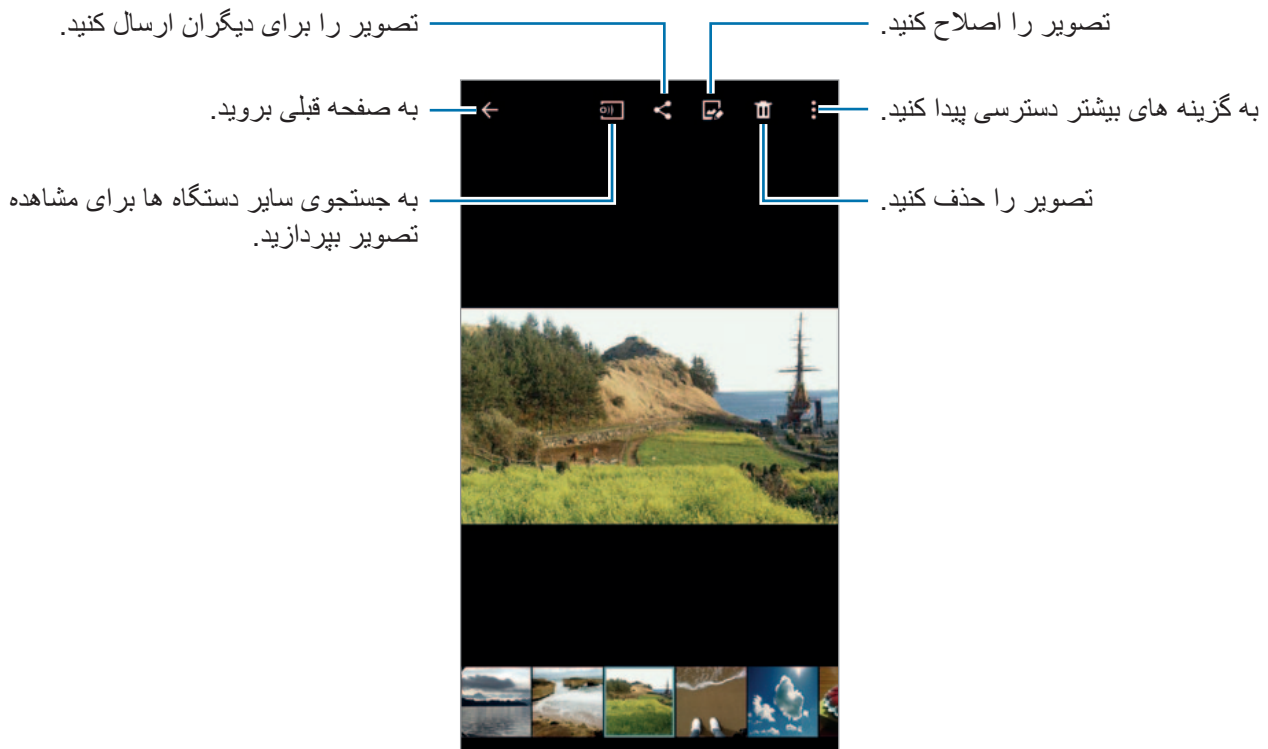 تصویر را اصلاح کنید.
تصویر را برای دیگران ارسال کنید.
به گزینه های بیشتر دسترسی پیدا کنید.
به صفحه قبلی بروید.
تصویر را حذف کنید.
به جستجوی سایر دستگاه ها برای مشاهده
تصویر بپردازید.